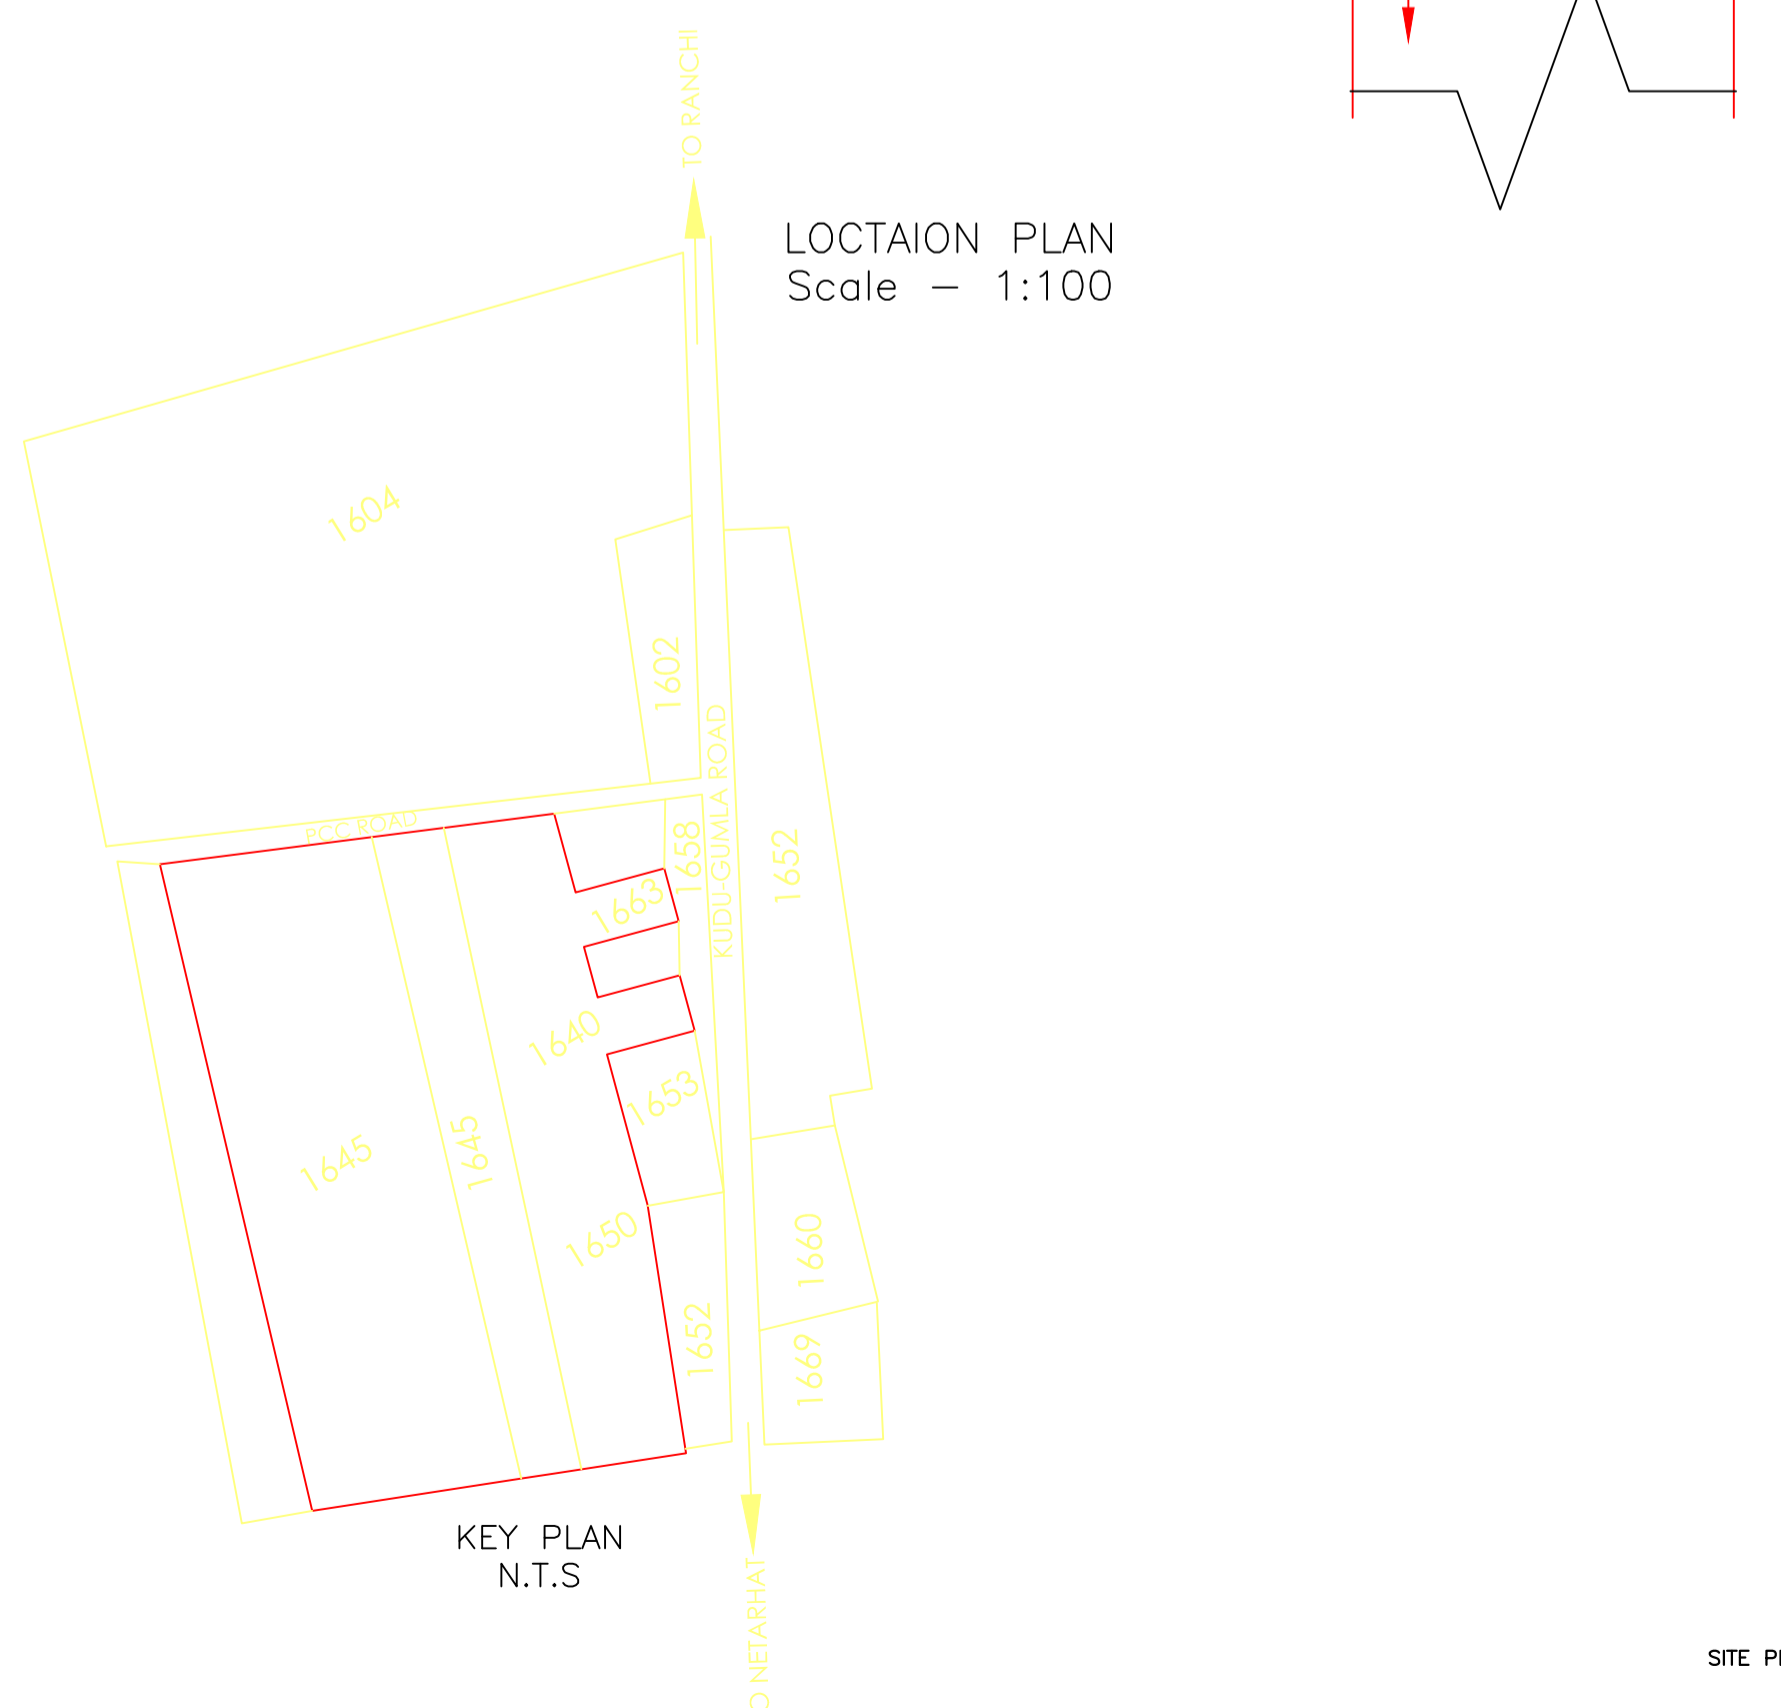 TO RANCHI
LOCTAION PLAN
Scale - 1:100
1604
1602
KUDU-GUMLA ROAD
PCC ROAD
1658
1652
1663
1640
1653
1645
1645
1650
1660
1652
1669
KEY PLAN
N.T.S
O NETARHAT
SITE